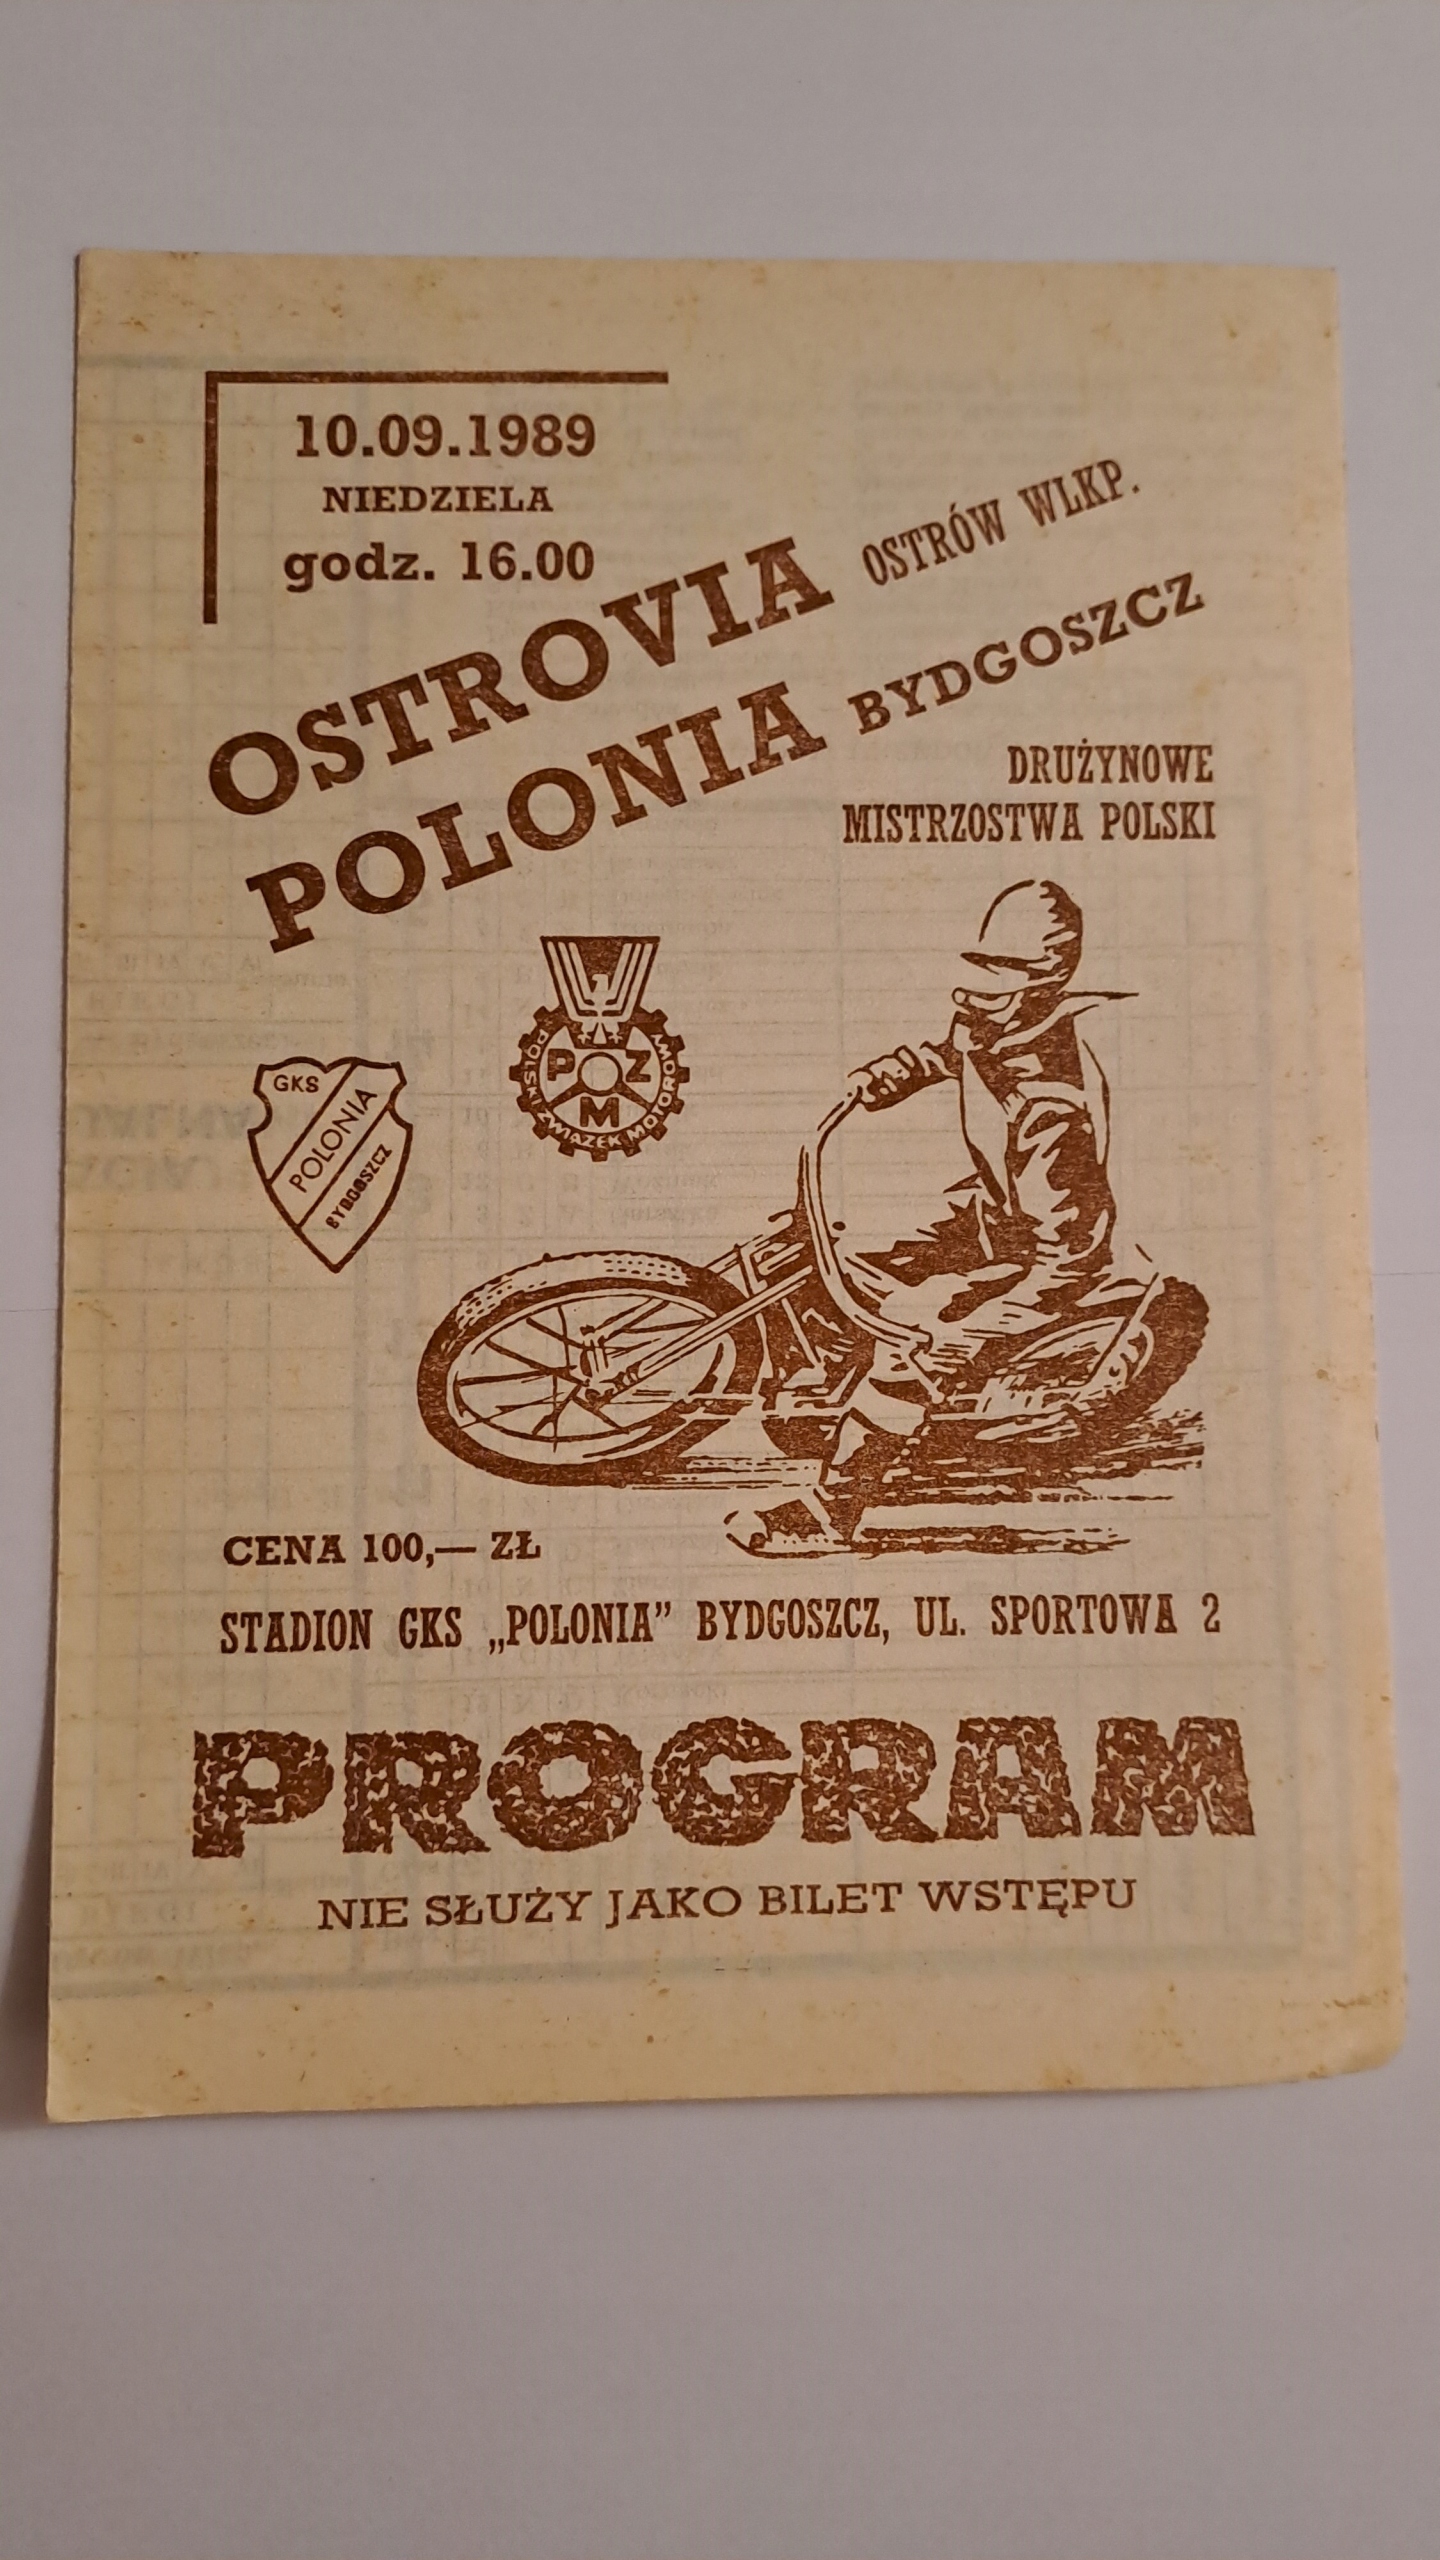 10.09.1989
NIEDZIELA
godz. 16.00
OSTROVIA OSTRÓW WLKP.
POLONIA BYDGOSZCZ
DRUŻYNOWE
MISTRZOSTWA POLSKI
GKS
POLONIA
BYDGOSZCZ
PZM
POLSKI ZWIĄZEK MOTOROWY
CENA 100,— ZŁ
STADION GKS „POLONIA” BYDGOSZCZ, UL. SPORTOWA 2
PROGRAM
NIE SŁUŻY JAKO BILET WSTĘPU